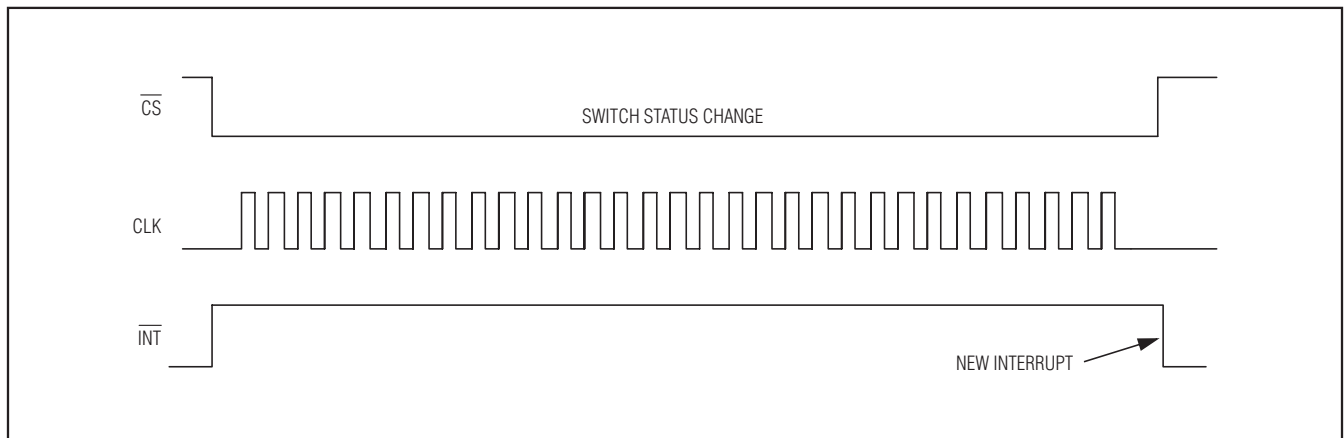 CS
SWITCH STATUS CHANGE
CLK
INT
NEW INTERRUPT